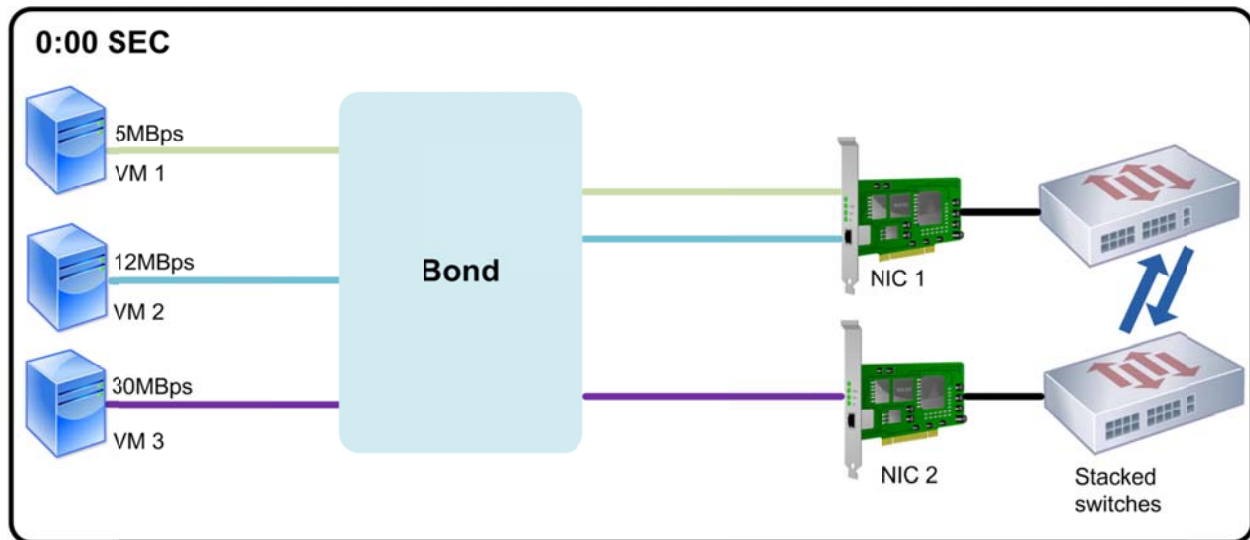 0:00 SEC
5MBps
VM 1
12MBps
VM 2
30MBps
VM 3
Bond
NIC 1
NIC 2
Stacked
switches